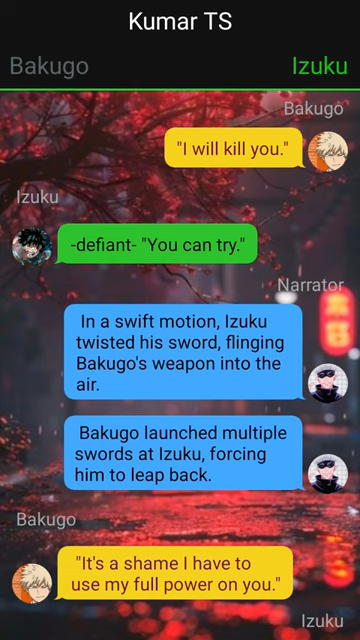 Kumar TS
Bakugo
Izuku
Bakugo
"I will kill you."
Izuku
-defiant- "You can try."
Narrator
In a swift motion, Izuku
twisted his sword, flinging
Bakugo's weapon into the
air.
Bakugo launched multiple
swords at Izuku, forcing
him to leap back.
Bakugo
"It's a shame I have to
use my full power on you."
Izuku